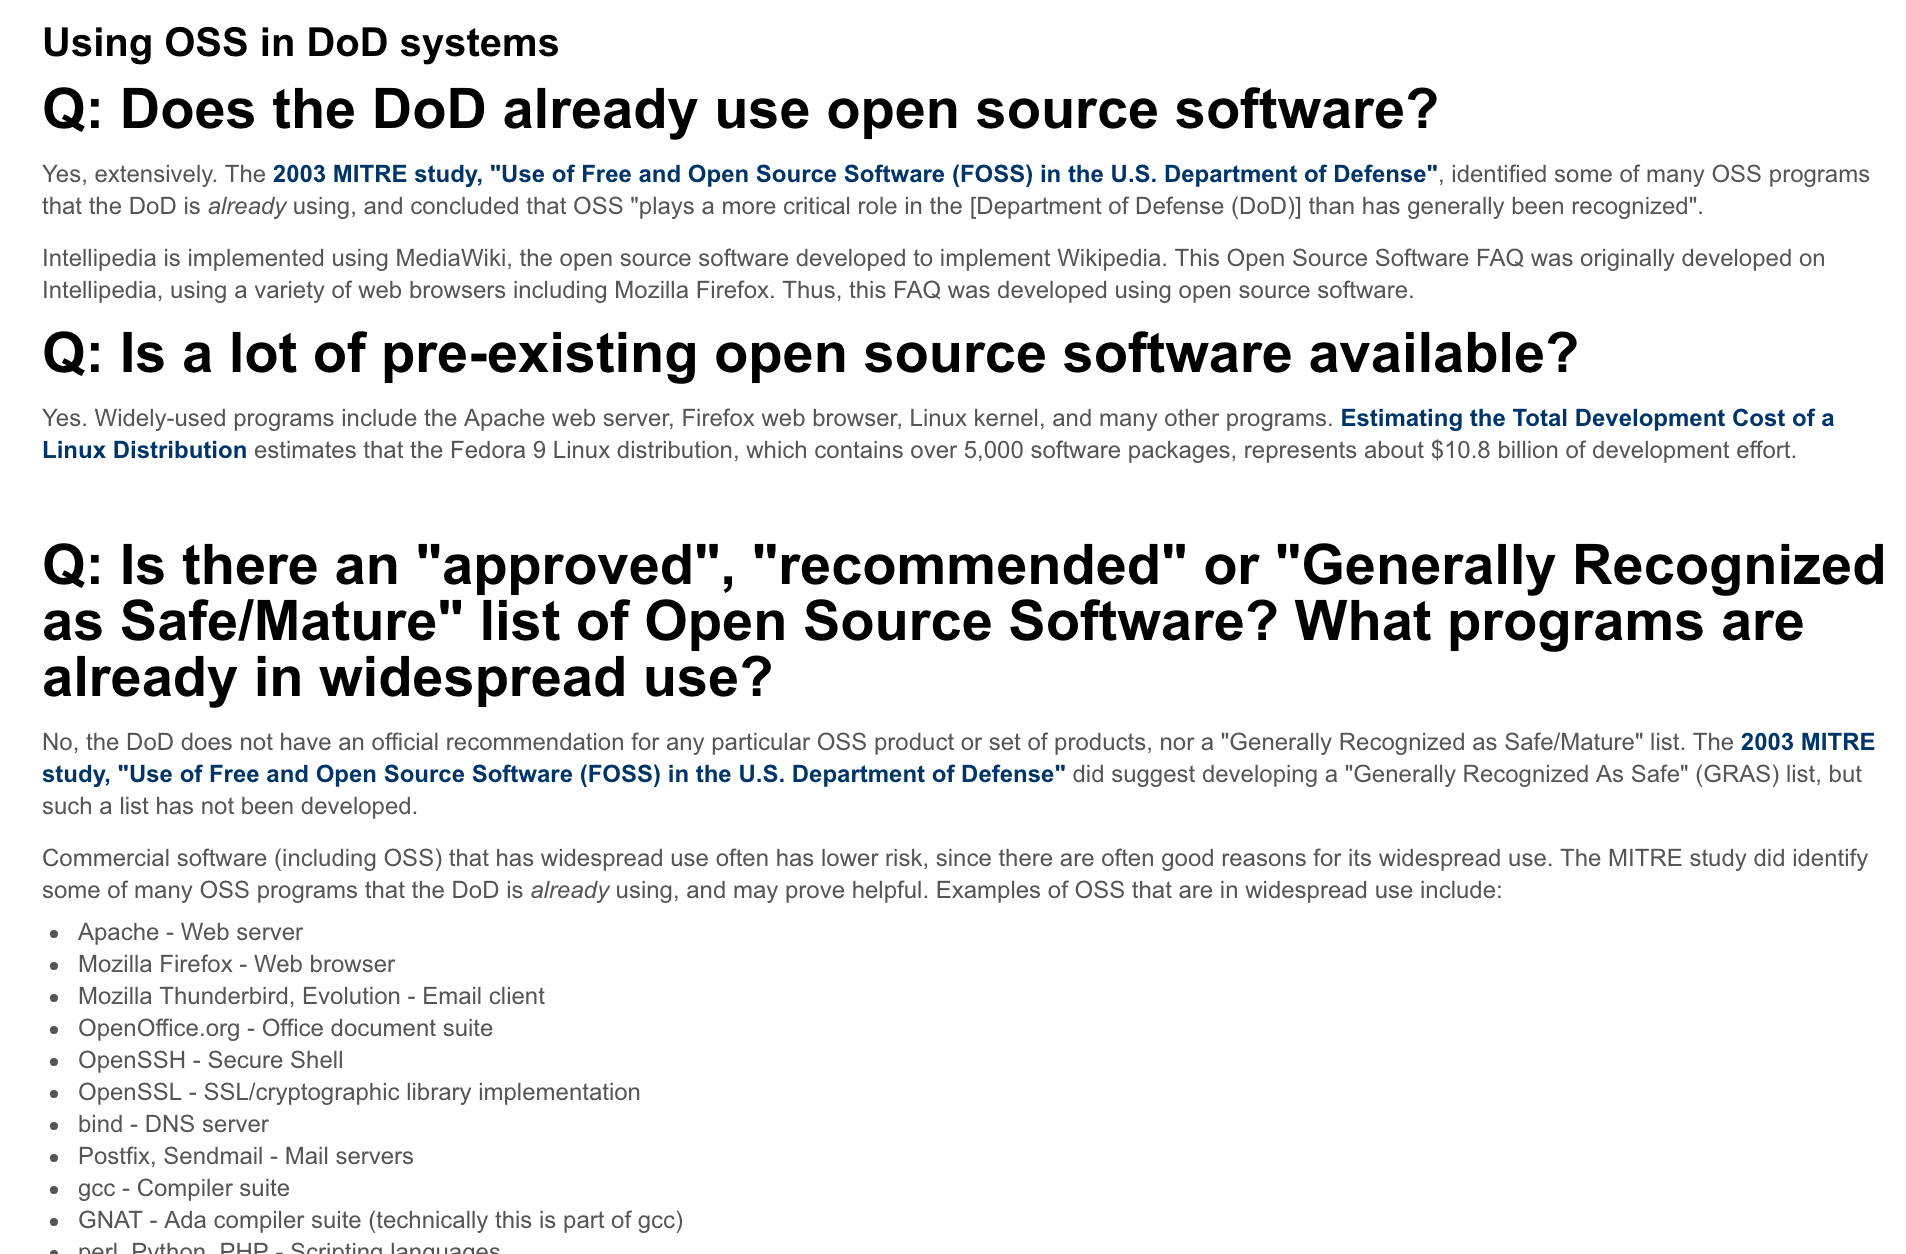 Using OSS in DoD systems
Q: Does the DoD already use open source software?
Yes, extensively. The 2003 MITRE study, "Use of Free and Open Source Software (FOSS) in the U.S. Department of Defense", identified some of many OSS programs
that the DoD is already using, and concluded that OSS "plays a more critical role in the [Department of Defense (DoD)] than has generally been recognized".
Intellipedia is implemented using MediaWiki, the open source software developed to implement Wikipedia. This Open Source Software FAQ was originally developed on
Intellipedia, using a variety of web browsers including Mozilla Firefox. Thus, this FAQ was developed using open source software.
Q: Is a lot of pre-existing open source software available?
Yes. Widely-used programs include the Apache web server, Firefox web browser, Linux kernel, and many other programs. Estimating the Total Development Cost of a
Linux Distribution estimates that the Fedora 9 Linux distribution, which contains over 5,000 software packages, represents about $10.8 billion of development effort.
Q: Is there an "approved", "recommended" or "Generally Recognized
as Safe/Mature" list of Open Source Software? What programs are
already in widespread use?
No, the DoD does not have an official recommendation for any particular OSS product or set of products, nor a "Generally Recognized as Safe/Mature" list. The 2003 MITRE
study, "Use of Free and Open Source Software (FOSS) in the U.S. Department of Defense" did suggest developing a "Generally Recognized As Safe" (GRAS) list, but
such a list has not been developed.
Commercial software (including OSS) that has widespread use often has lower risk, since there are often good reasons for its widespread use. The MITRE study did identify
some of many OSS programs that the DoD is already using, and may prove helpful. Examples of OSS that are in widespread use include:
• Apache - Web server
• Mozilla Firefox - Web browser
• Mozilla Thunderbird, Evolution - Email client
• OpenOffice.org - Office document suite
• OpenSSH - Secure Shell
• OpenSSL - SSL/cryptographic library implementation
• bind - DNS server
• Postfix, Sendmail - Mail servers
• gcc - Compiler suite
• GNAT - Ada compiler suite (technically this is part of gcc)
• perl, Python, PHP - Scripting languages